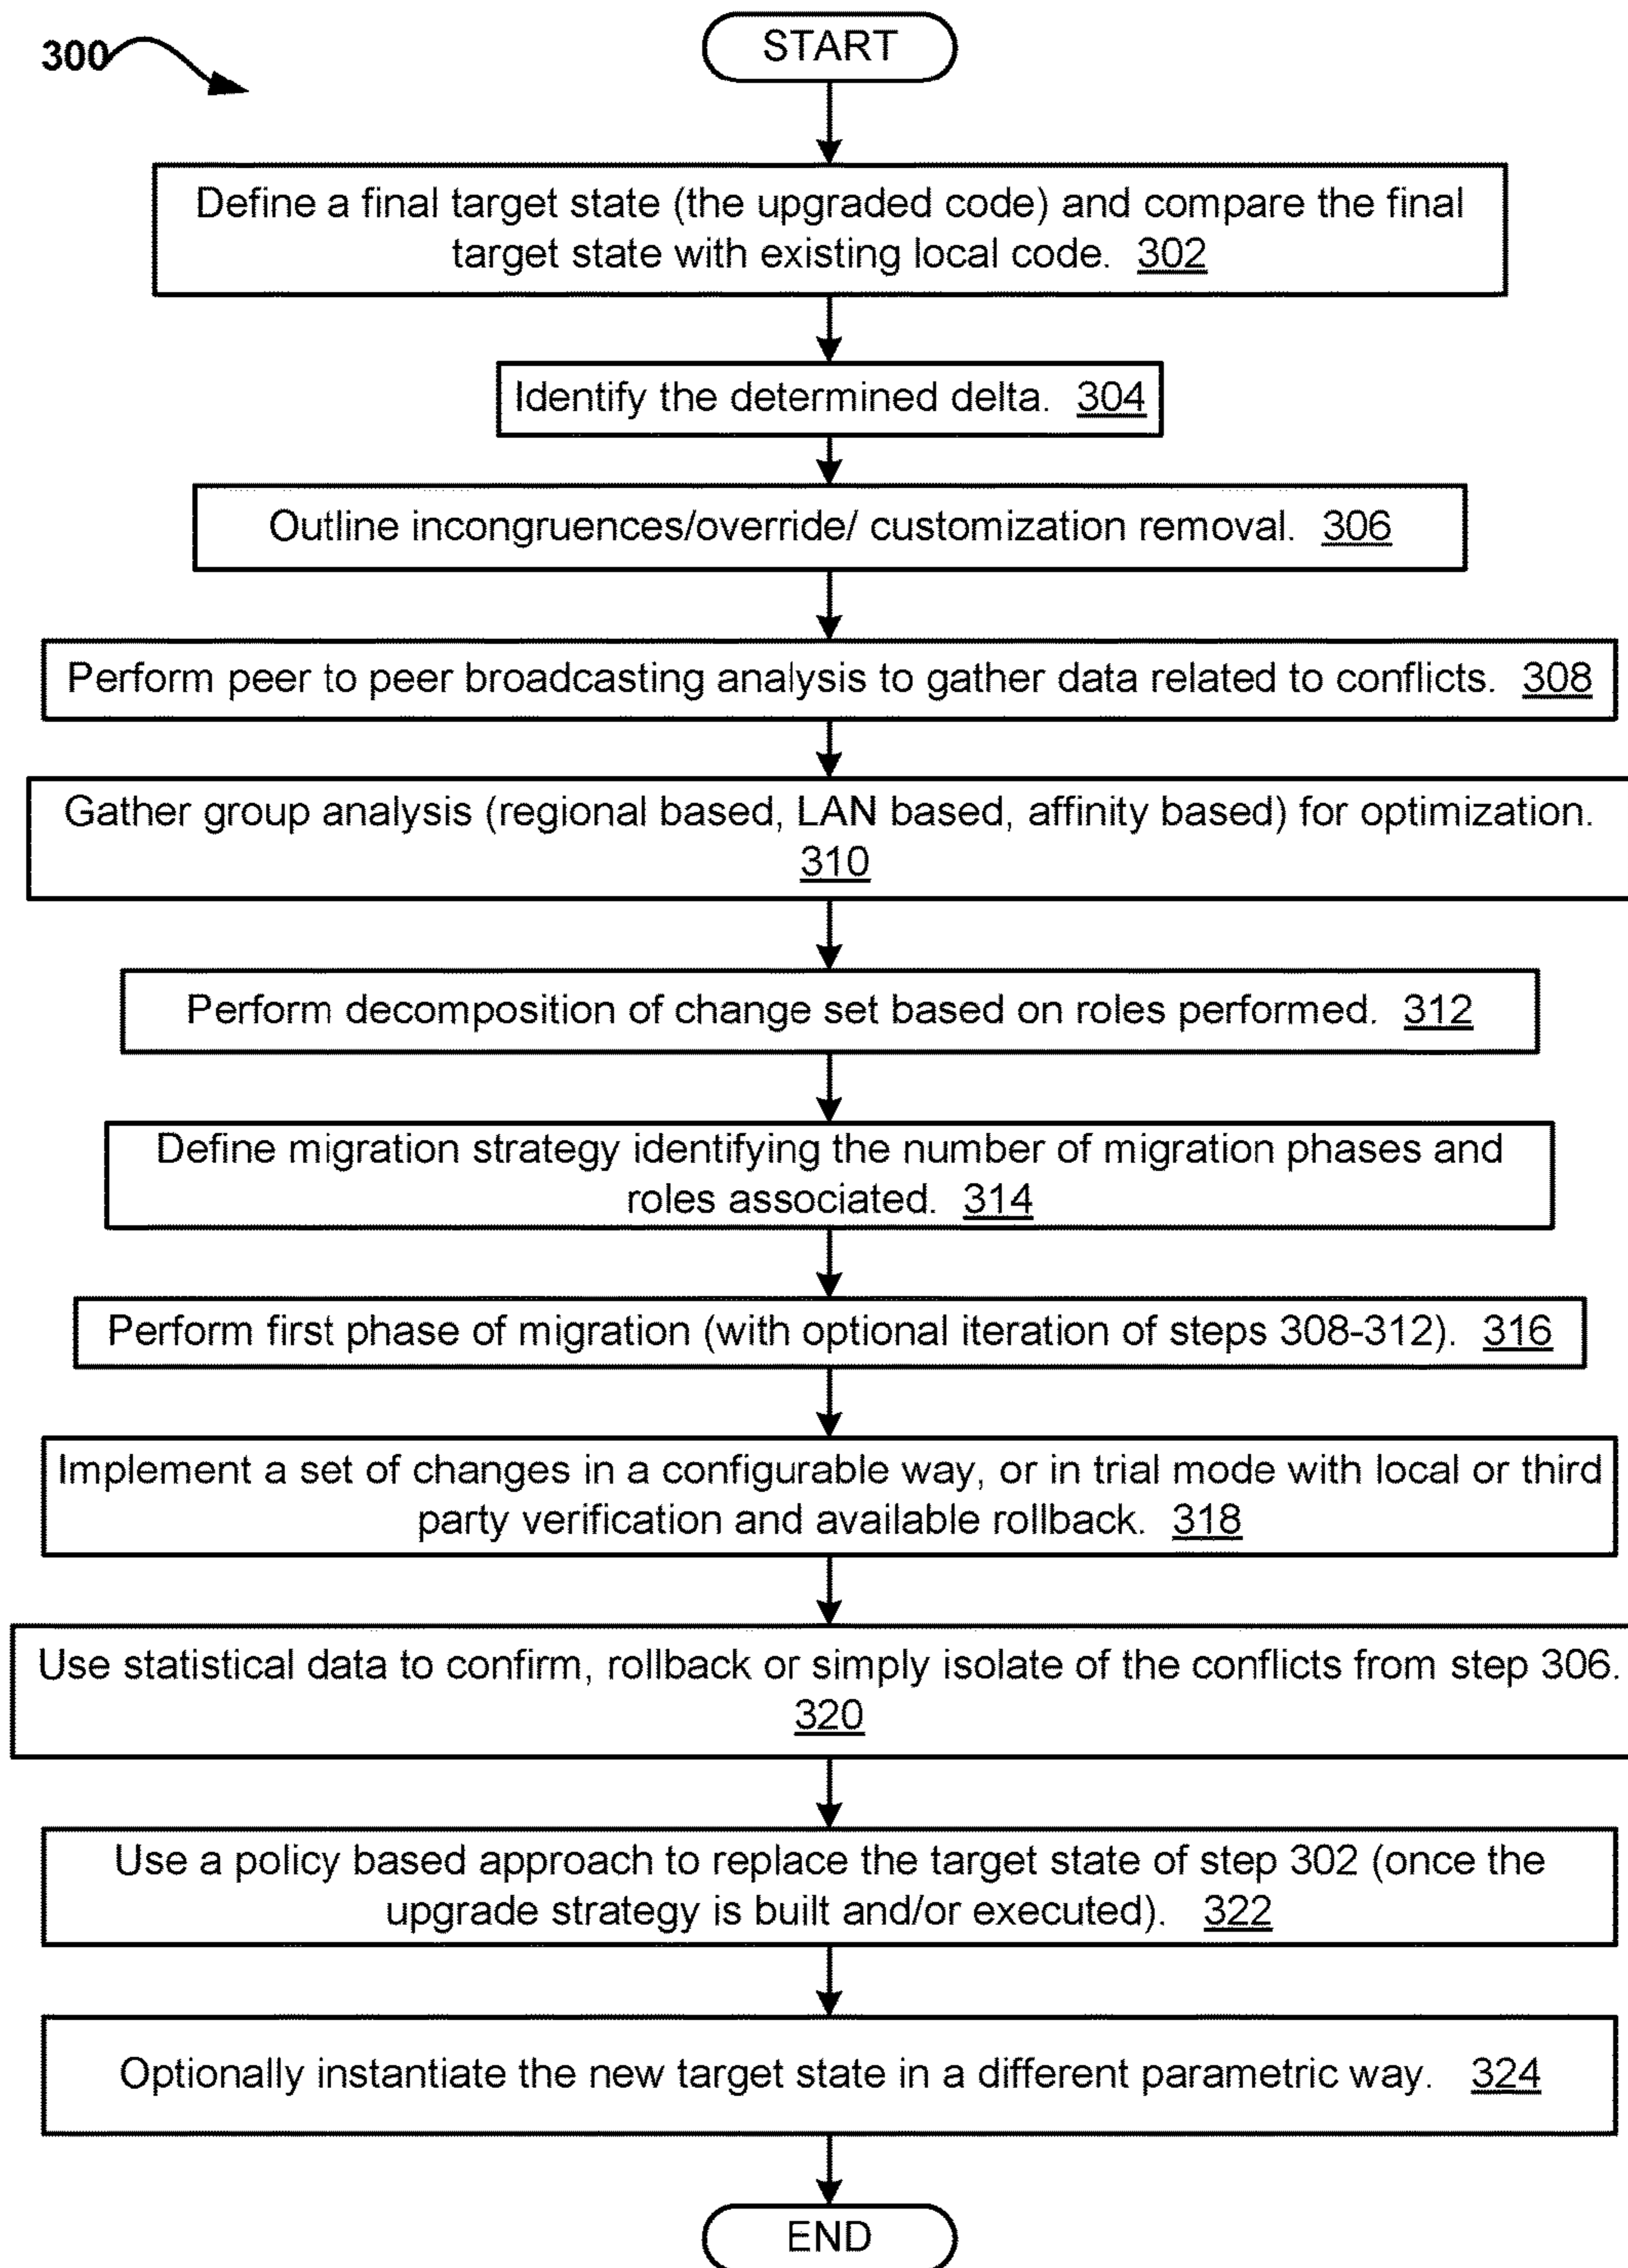 300
START
Define a final target state (the upgraded code) and compare the final
target state with existing local code. 302
Identify the determined delta. 304
Outline incongruences/override/ customization removal. 306
Perform peer to peer broadcasting analysis to gather data related to conflicts. 308
Gather group analysis (regional based, LAN based, affinity based) for optimization.
310
Perform decomposition of change set based on roles performed. 312
Define migration strategy identifying the number of migration phases and
roles associated. 314
Perform first phase of migration (with optional iteration of steps 308-312). 316
Implement a set of changes in a configurable way, or in trial mode with local or third
party verification and available rollback. 318
Use statistical data to confirm, rollback or simply isolate of the conflicts from step 306.
320
Use a policy based approach to replace the target state of step 302 (once the
upgrade strategy is built and/or executed). 322
Optionally instantiate the new target state in a different parametric way. 324
END